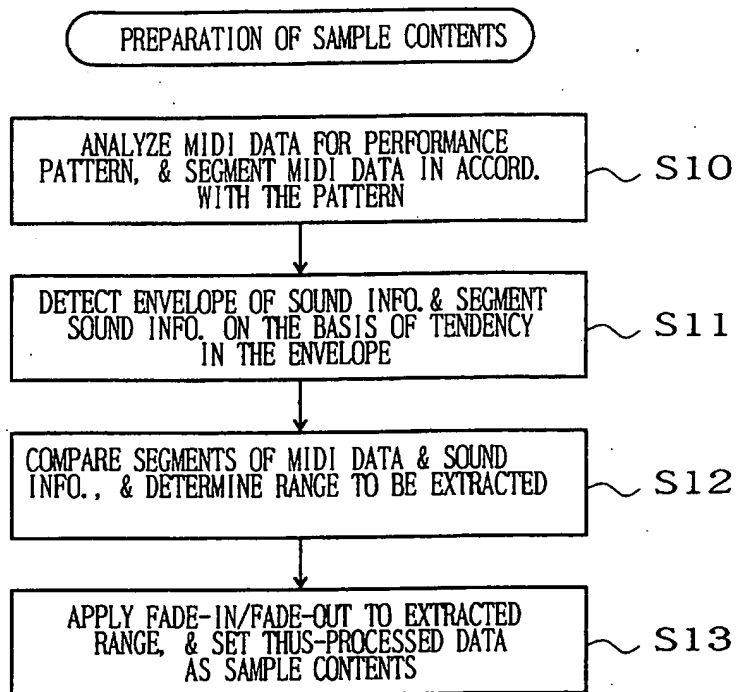 PREPARATION OF SAMPLE CONTENTS
ANALYZE MIDI DATA FOR PERFORMANCE
PATTERN, & SEGMENT MIDI DATA IN ACCORD.
WITH THE PATTERN
S10
DETECT ENVELOPE OF SOUND INFO. & SEGMENT
SOUND INFO. ON THE BASIS OF TENDENCY
IN THE ENVELOPE
S11
COMPARE SEGMENTS OF MIDI DATA & SOUND
INFO., & DETERMINE RANGE TO BE EXTRACTED
S12
APPLY FADE-IN/FADE-OUT TO EXTRACTED
RANGE, & SET THUS-PROCESSED DATA
AS SAMPLE CONTENTS
S13